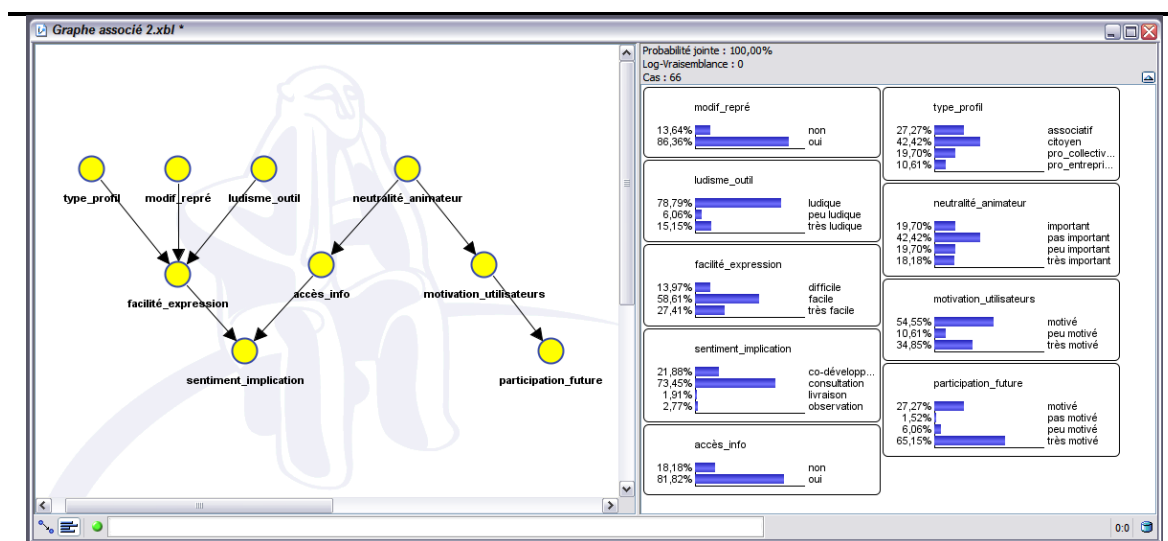 Graphe associé 2.xbl *
type_profil
modif_repré
ludisme_outil
neutralité_animateur
facilité_expression
accès_info
motivation_utilisateurs
sentiment_implication
participation_future
Probabilité jointe : 100,00%
Log-Vraisemblance : 0
Cas : 66
modif_repré
13,64% non
86,36% oui
ludisme_outil
78,79% ludique
6,06% peu ludique
15,15% très ludique
facilité_expression
13,97% difficile
58,61% facile
27,41% très facile
sentiment_implication
21,88% co-développ...
73,45% consultation
1,91% livraison
2,77% observation
accès_info
18,18% non
81,82% oui
type_profil
27,27% associatif
42,42% citoyen
19,70% pro_collectiv...
10,61% pro_entrepri...
neutralité_animateur
19,70% important
42,42% pas important
19,70% peu important
18,18% très important
motivation_utilisateurs
54,55% motivé
10,61% peu motivé
34,85% très motivé
participation_future
27,27% motivé
1,52% pas motivé
6,06% peu motivé
65,15% très motivé
0:0